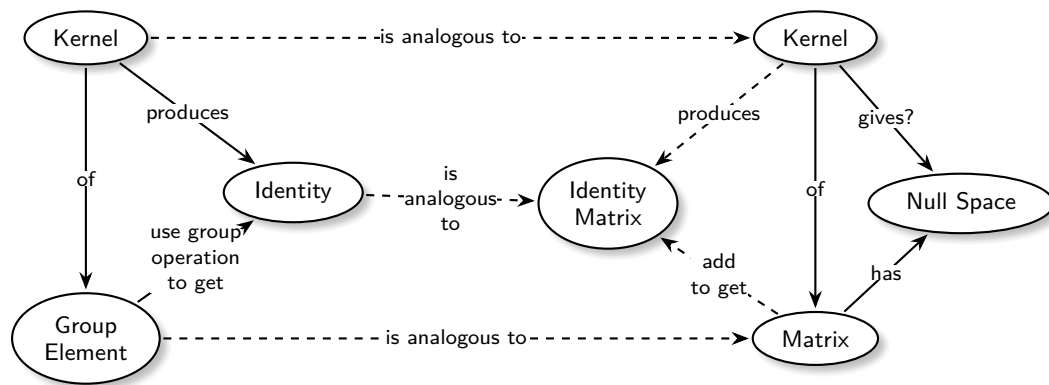 Kernel
is analogous to
Kernel
produces
produces
gives?
of
is
analogous
to
of
Identity
Identity
Matrix
Null Space
use group
operation
to get
add
to get
has
Group
Element
is analogous to
Matrix